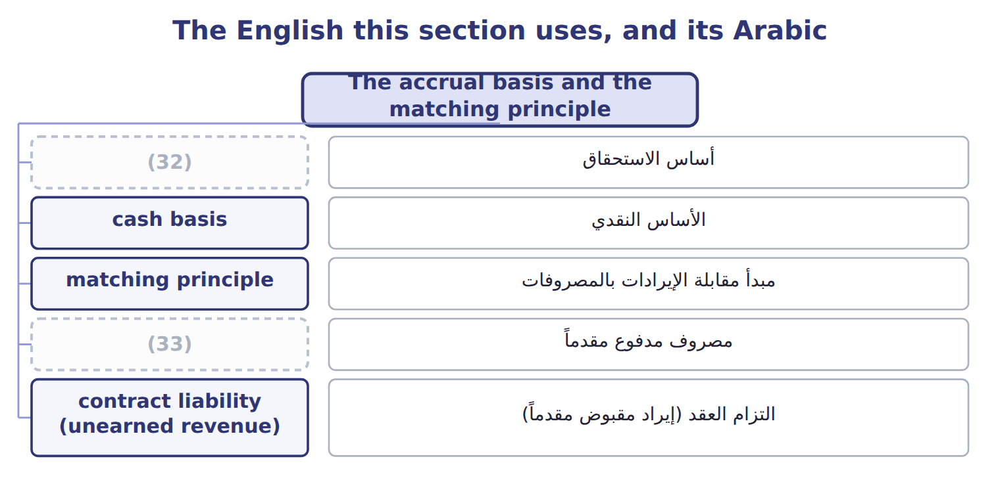 The English this section uses, and its Arabic
The accrual basis and the
matching principle
(32)
أساس الاستحقاق
cash basis
الأساس النقدي
matching principle
مبدأ مقابلة الإيرادات بالمصروفات
(33)
مصروف مدفوع مقدماً
contract liability
(unearned revenue)
التزام العقد (إيراد مقبوض مقدماً)